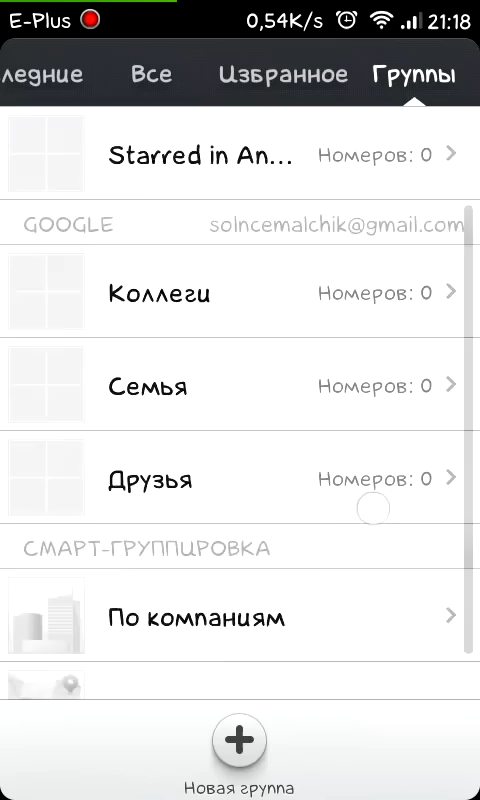 E-Plus 0,54K/s 21:18
ледние Все Избранное Группы
Starred in An... Номеров: 0
GOOGLE solncemalchik@gmail.com
Коллеги Номеров: 0
Семья Номеров: 0
Друзья Номеров: 0
СМАРТ-ГРУППИРОВКА
По компаниям
Новая группа